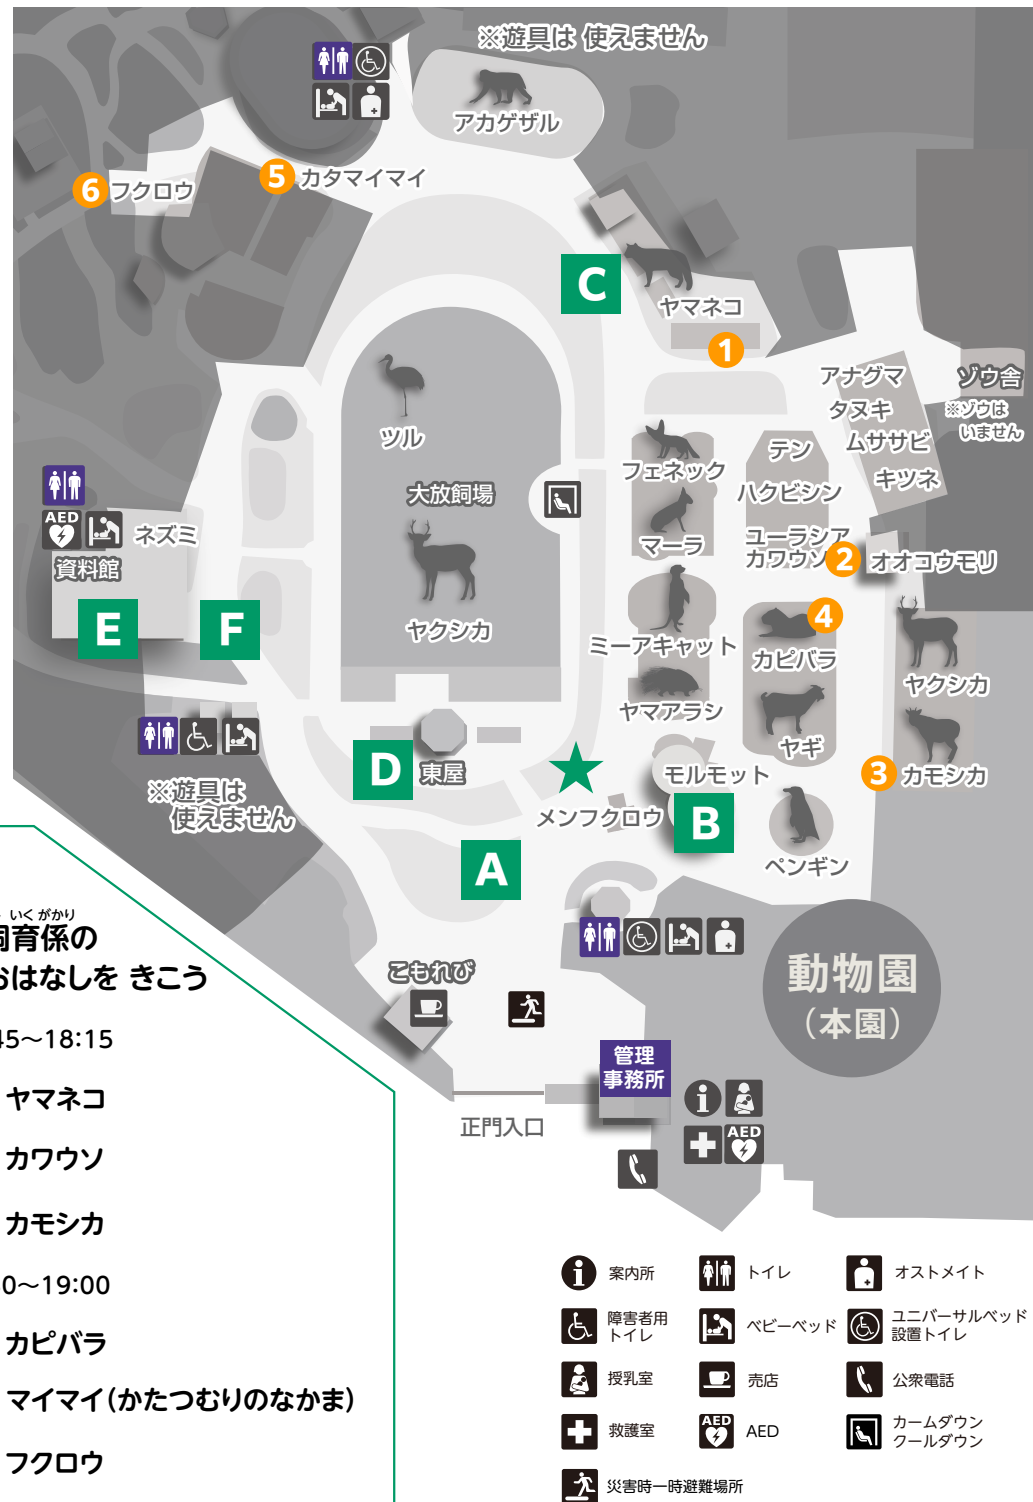 ※遊具は 使えません
アカゲザル
5 カタマイマイ
6 フクロウ
C
ヤマネコ
1
アナグマ
タヌキ
ムササビ
キツネ
ゾウ舎
※ゾウは
いません
ツル
フェネック
テン
大放飼場
ハクビシン
マーラ
ユーラシア
カワウソ
2 オオコウモリ
AED
ネズミ
資料館
E
F
ヤクシカ
ミーアキャット
4
カピバラ
ヤクシカ
ヤマアラシ
ヤギ
3 カモシカ
D
東屋
モルモット
※遊具は
使えません
メンフクロウ
B
ペンギン
A
いくがかり
飼育係の
おはなしを きこう
45～18:15
ヤマネコ
カワウソ
カモシカ
0～19:00
カピバラ
マイマイ(かたつむりのなかま)
フクロウ
こもれび
動物園
(本園)
管理
事務所
i
AED
正門入口
i 案内所
トイレ
オストメイト
障害者用
トイレ
ベビーベッド
ユニバーサルベッド
設置トイレ
授乳室
売店
公衆電話
救護室
AED AED
カームダウン
クールダウン
災害時一時避難場所